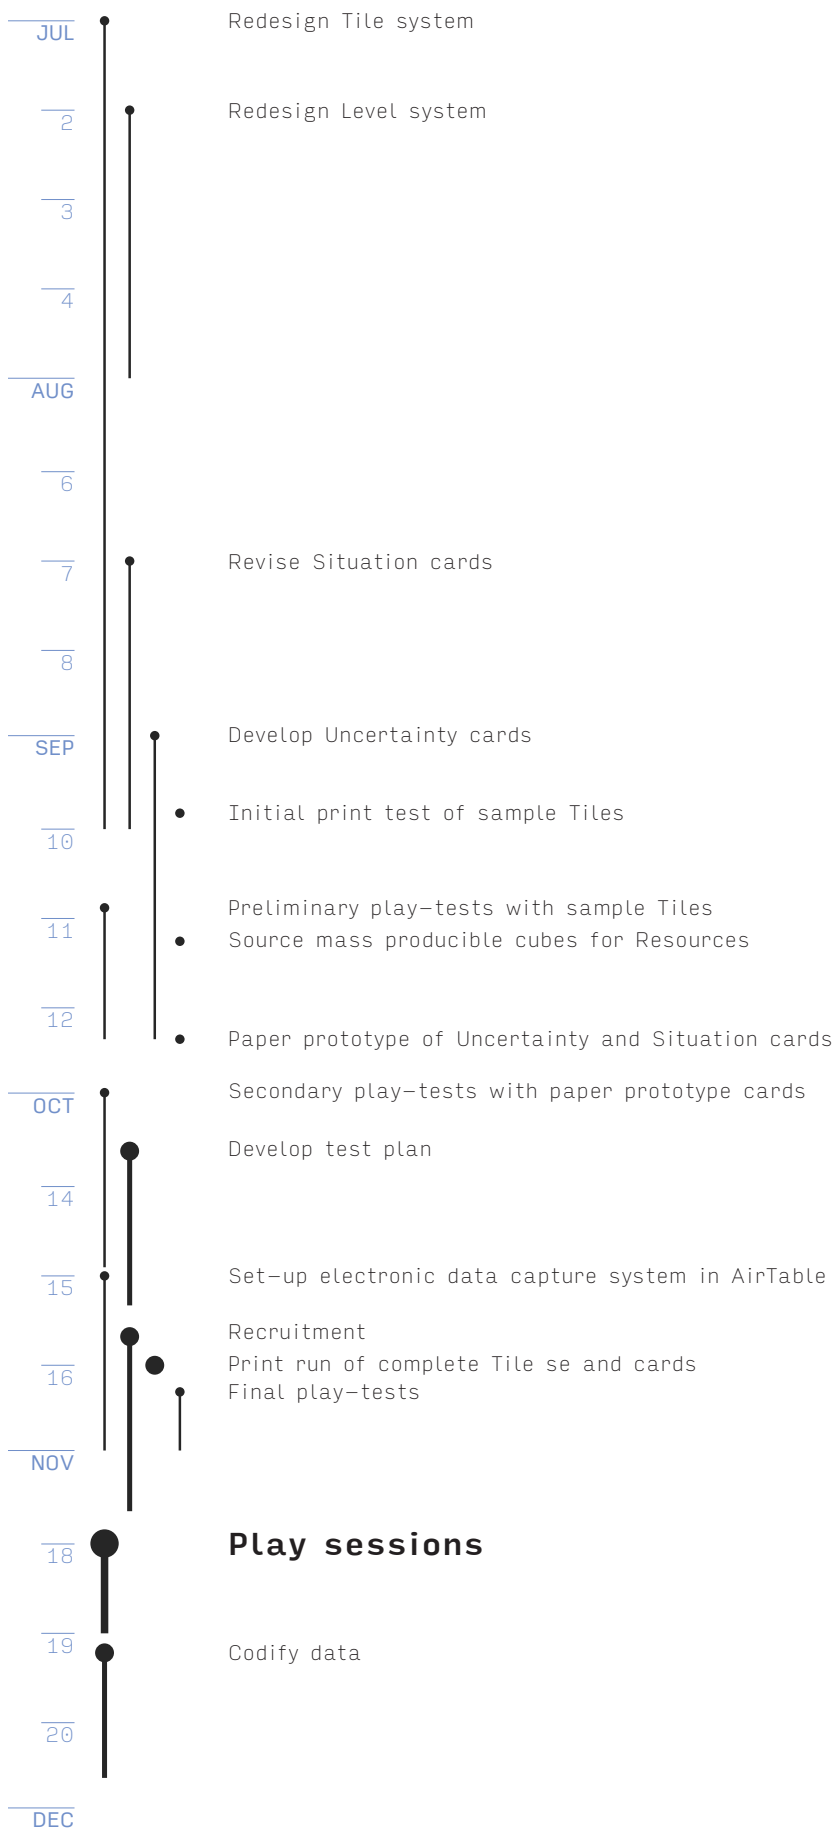 Redesign Tile system
JUL
Redesign Level system
2
3
4
AUG
6
Revise Situation cards
7
8
Develop Uncertainty cards
SEP
Initial print test of sample Tiles
10
Preliminary play-tests with sample Tiles
11
Source mass producible cubes for Resources
12
Paper prototype of Uncertainty and Situation cards
Secondary play-tests with paper prototype cards
OCT
Develop test plan
14
Set-up electronic data capture system in AirTable
15
Recruitment
Print run of complete Tile se and cards
16
Final play-tests
NOV
Play sessions
18
19
Codify data
20
DEC